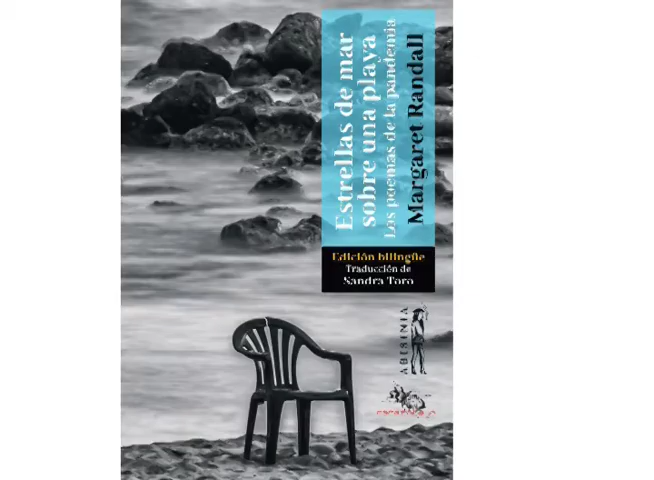 Estrellas de mar
sobre una playa
Los poemas de la pandemia
Margaret Randall
Edición bilingüe
Traducción de
Sandra Toro
ABISINIA